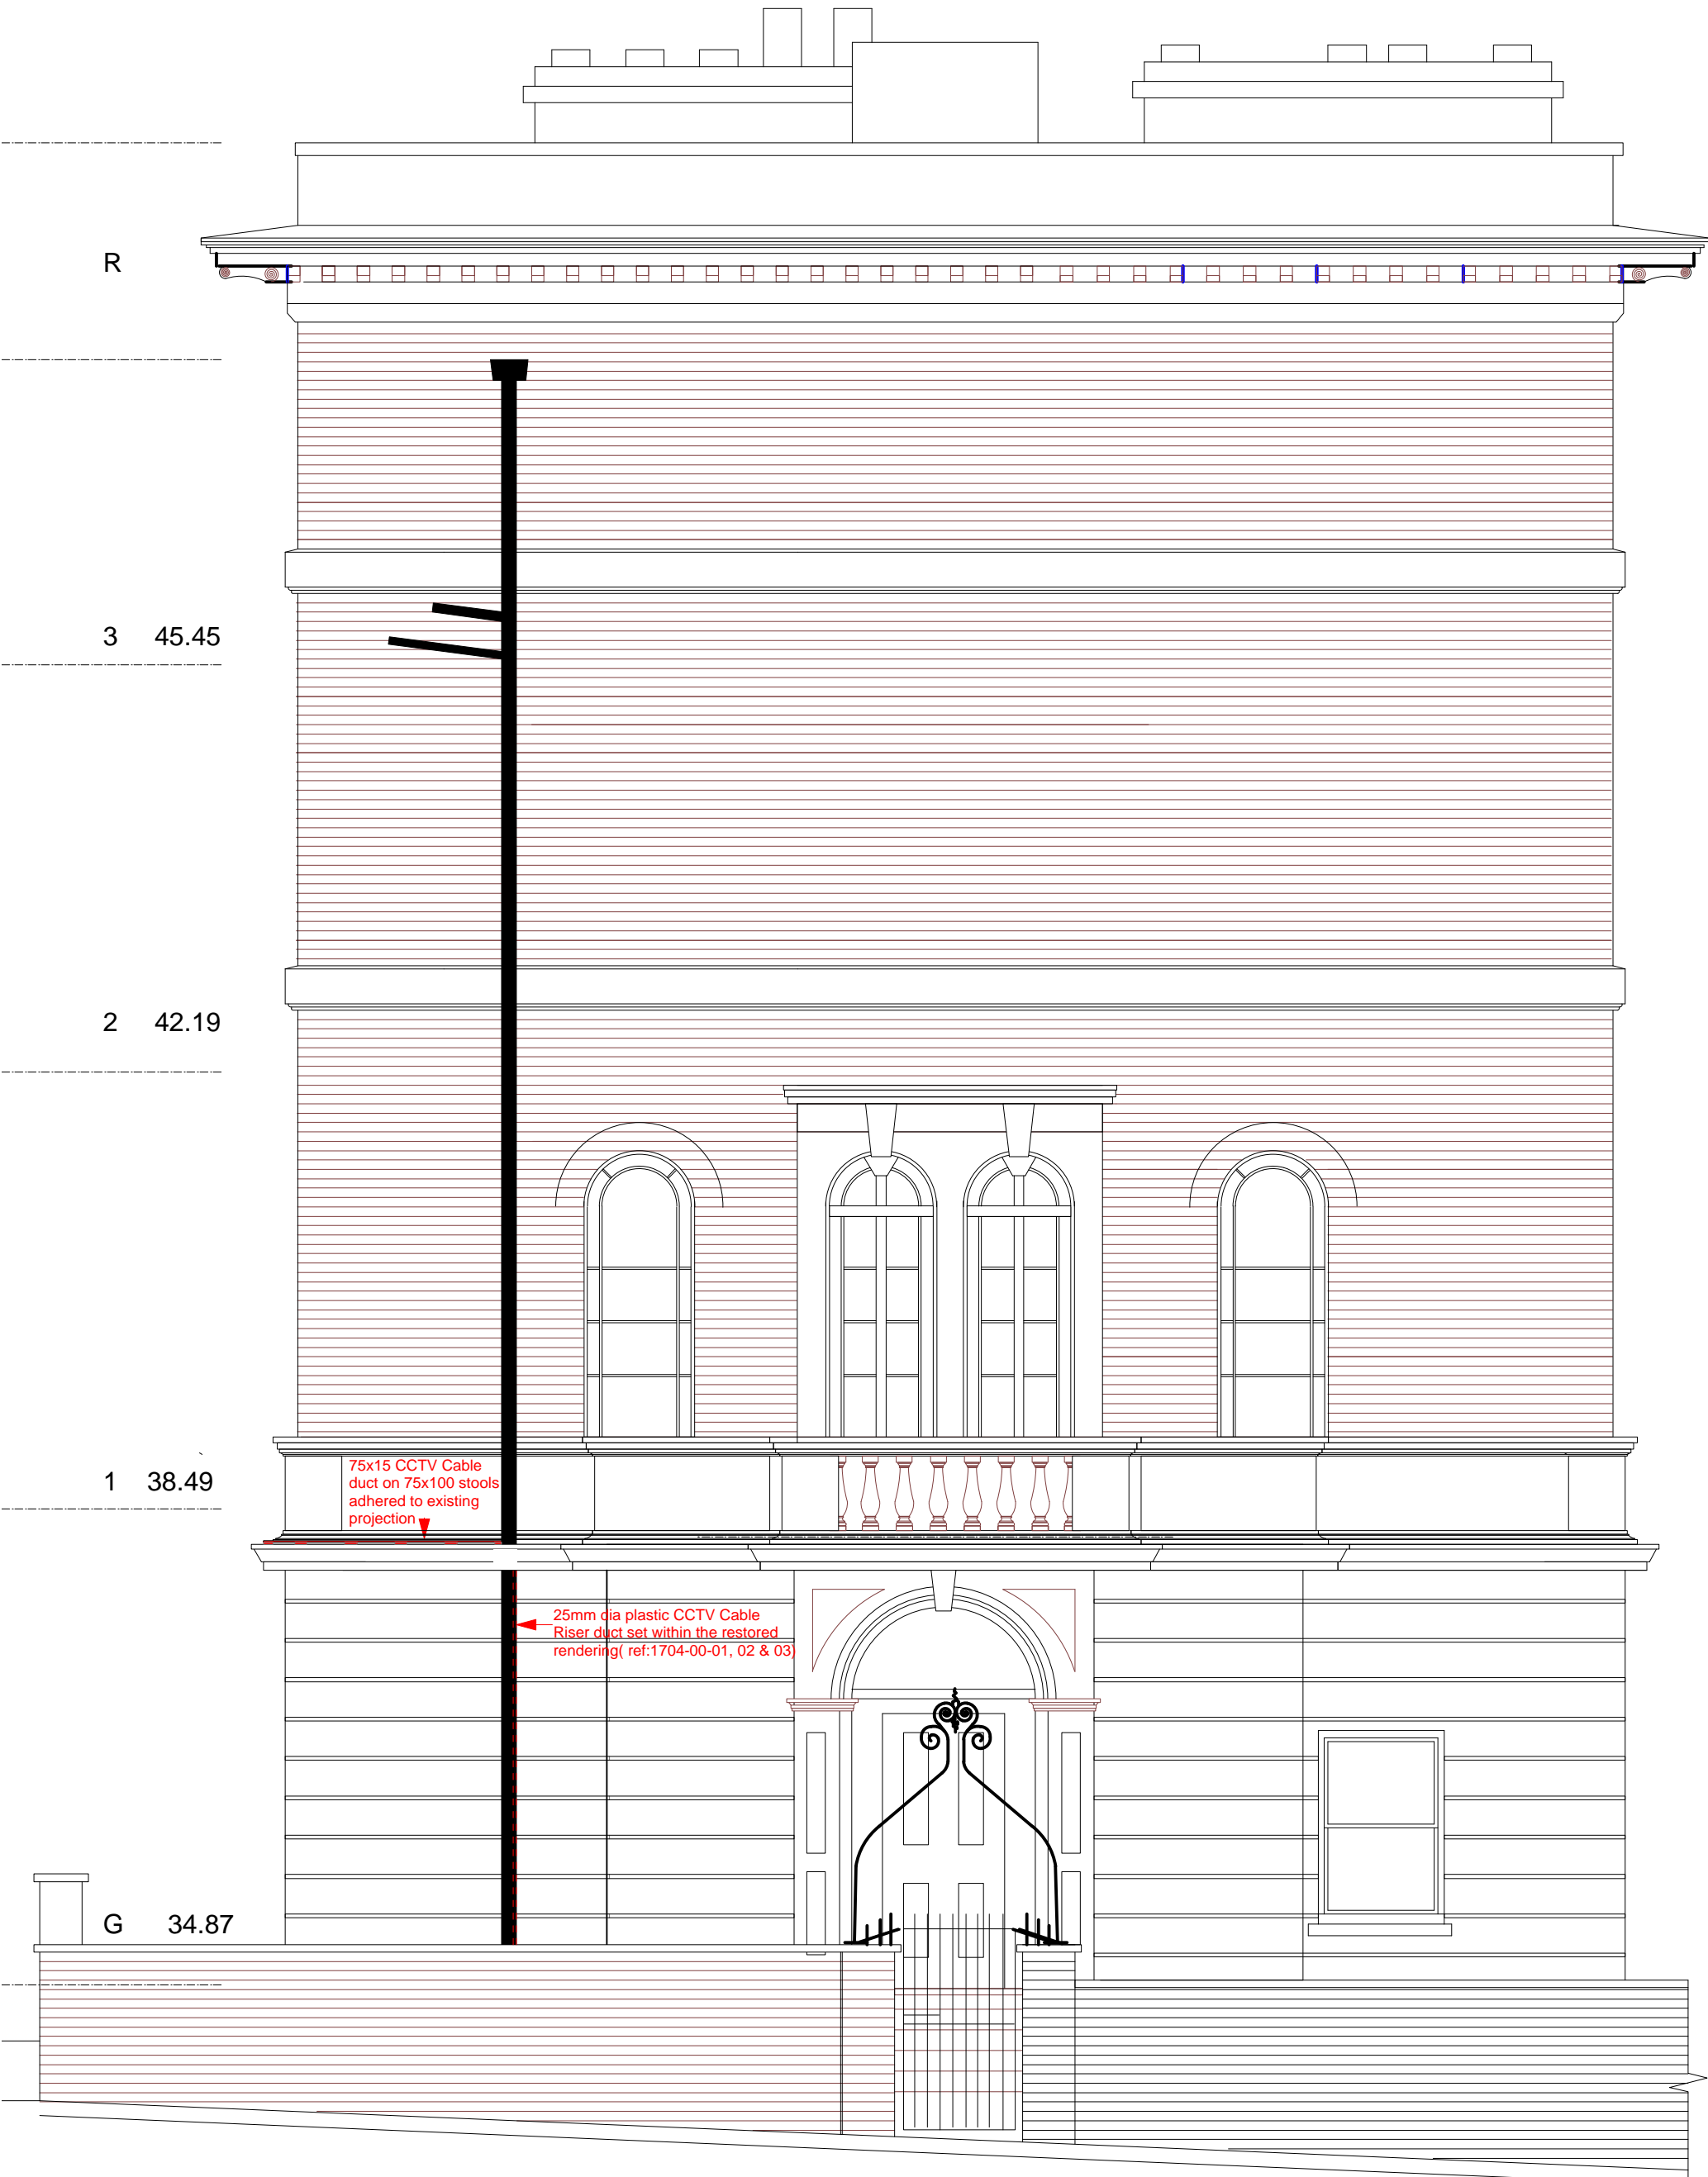 R
3 45.45
2 42.19
1 38.49
75x15 CCTV Cable
duct on 75x100 stools
adhered to existing
projection
25mm dia plastic CCTV Cable
Riser duct set within the restored
rendering( ref:1704-00-01, 02 & 03)
G 34.87